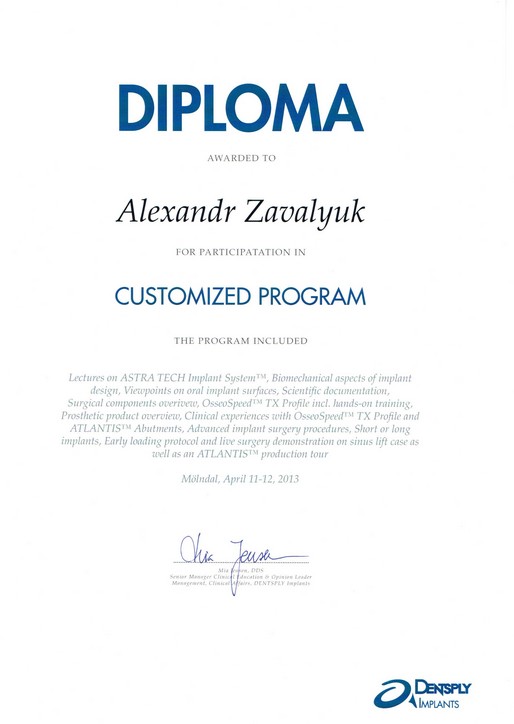 DIPLOMA
AWARDED TO
Alexandr Zavalyuk
FOR PARTICIPATATION IN
CUSTOMIZED PROGRAM
THE PROGRAM INCLUDED
Lectures on ASTRA TECH Implant System™, Biomechanical aspects of implant
design, Viewpoints on oral implant surfaces, Scientific documentation,
Surgical components overivew, OsseoSpeed™ TX Profile incl. hands-on training,
Prosthetic product overview, Clinical experiences with OsseoSpeed™ TX Profile and
ATLANTIS™ Abutments, Advanced implant surgery procedures, Short or long
implants, Early loading protocol and live surgery demonstration on sinus lift case as
well as an ATLANTIS™ production tour
Mölndal, April 11-12, 2013
Mia Jensen, DDS
Senior Manager Clinical Education & Opinion Leader
Management, Clinical Affairs, DENTSPLY Implants
DENTSPLY
IMPLANTS